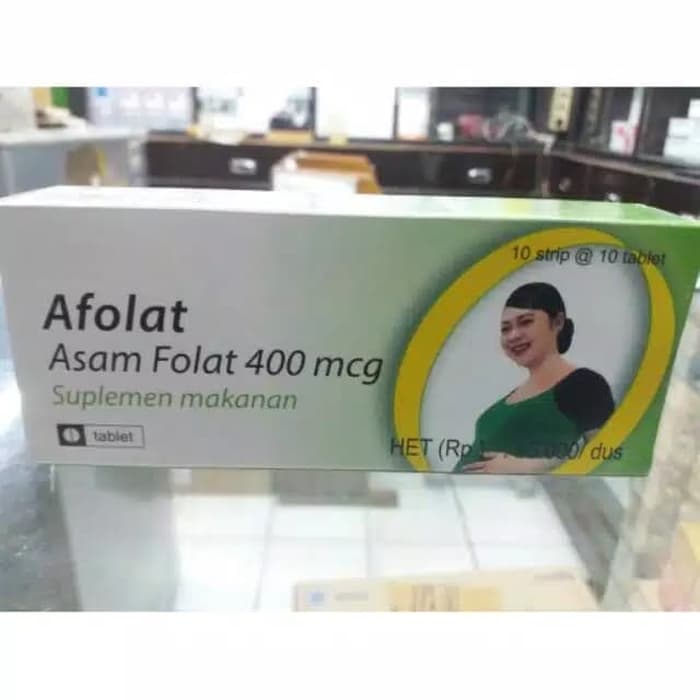 10 strip @ 10 tablet
Afolat
Asam Folat 400 mcg
Suplemen makanan
tablet
HET (Rp / dus